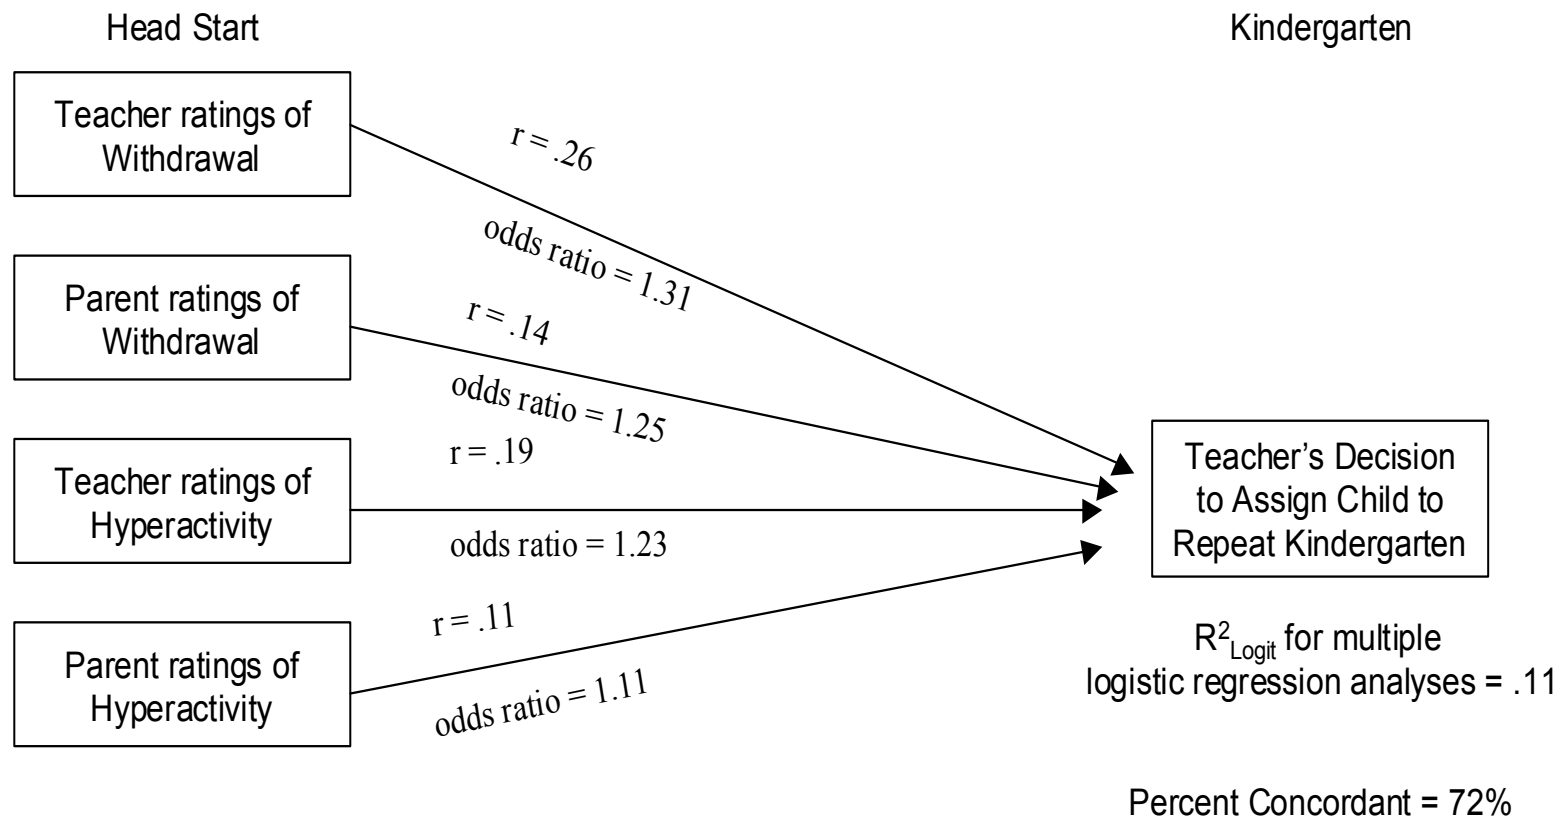 Head Start
Kindergarten
Teacher ratings of
Withdrawal
r = .26
odds ratio = 1.31
Parent ratings of
Withdrawal
r = .14
odds ratio = 1.25
Teacher ratings of
Hyperactivity
r = .19
odds ratio = 1.23
Parent ratings of
Hyperactivity
r = .11
odds ratio = 1.11
Teacher’s Decision
to Assign Child to
Repeat Kindergarten
R²Logit for multiple
logistic regression analyses = .11
Percent Concordant = 72%